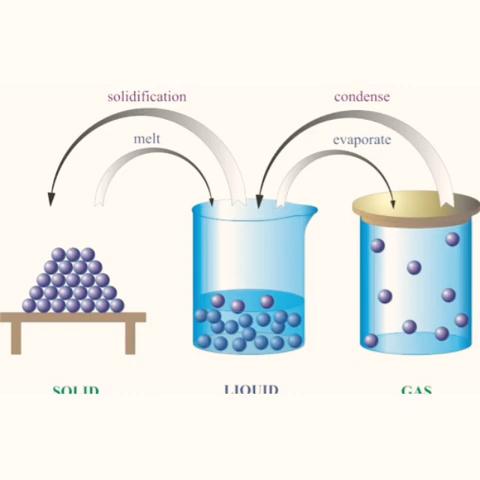 solidification
condense
melt
evaporate
SOLID
LIQUID
GAS